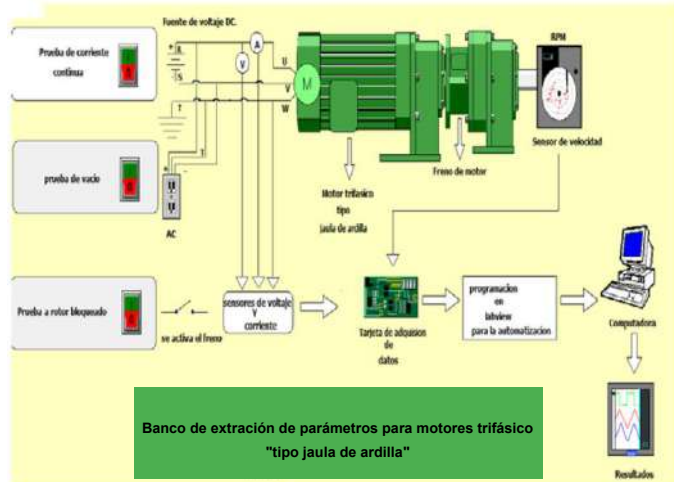 Fuente de voltaje DC.
RPM
Prueba de corriente
continua
+ R
A
V
U
S
V
T
W
M
Sensor de velocidad
Freno de motor
prueba de vacio
T
+
-
AC
Motor trifasico
tipo
jaula de ardilla
Prueba a rotor bloqueado
se activa el freno
sensores de voltaje
Y
corriente
Tarjeta de adquision
de
datos
programacion
en
labview
para la automatizacion
Computadora
Banco de extración de parámetros para motores trifásico
"tipo jaula de ardilla"
Resultados